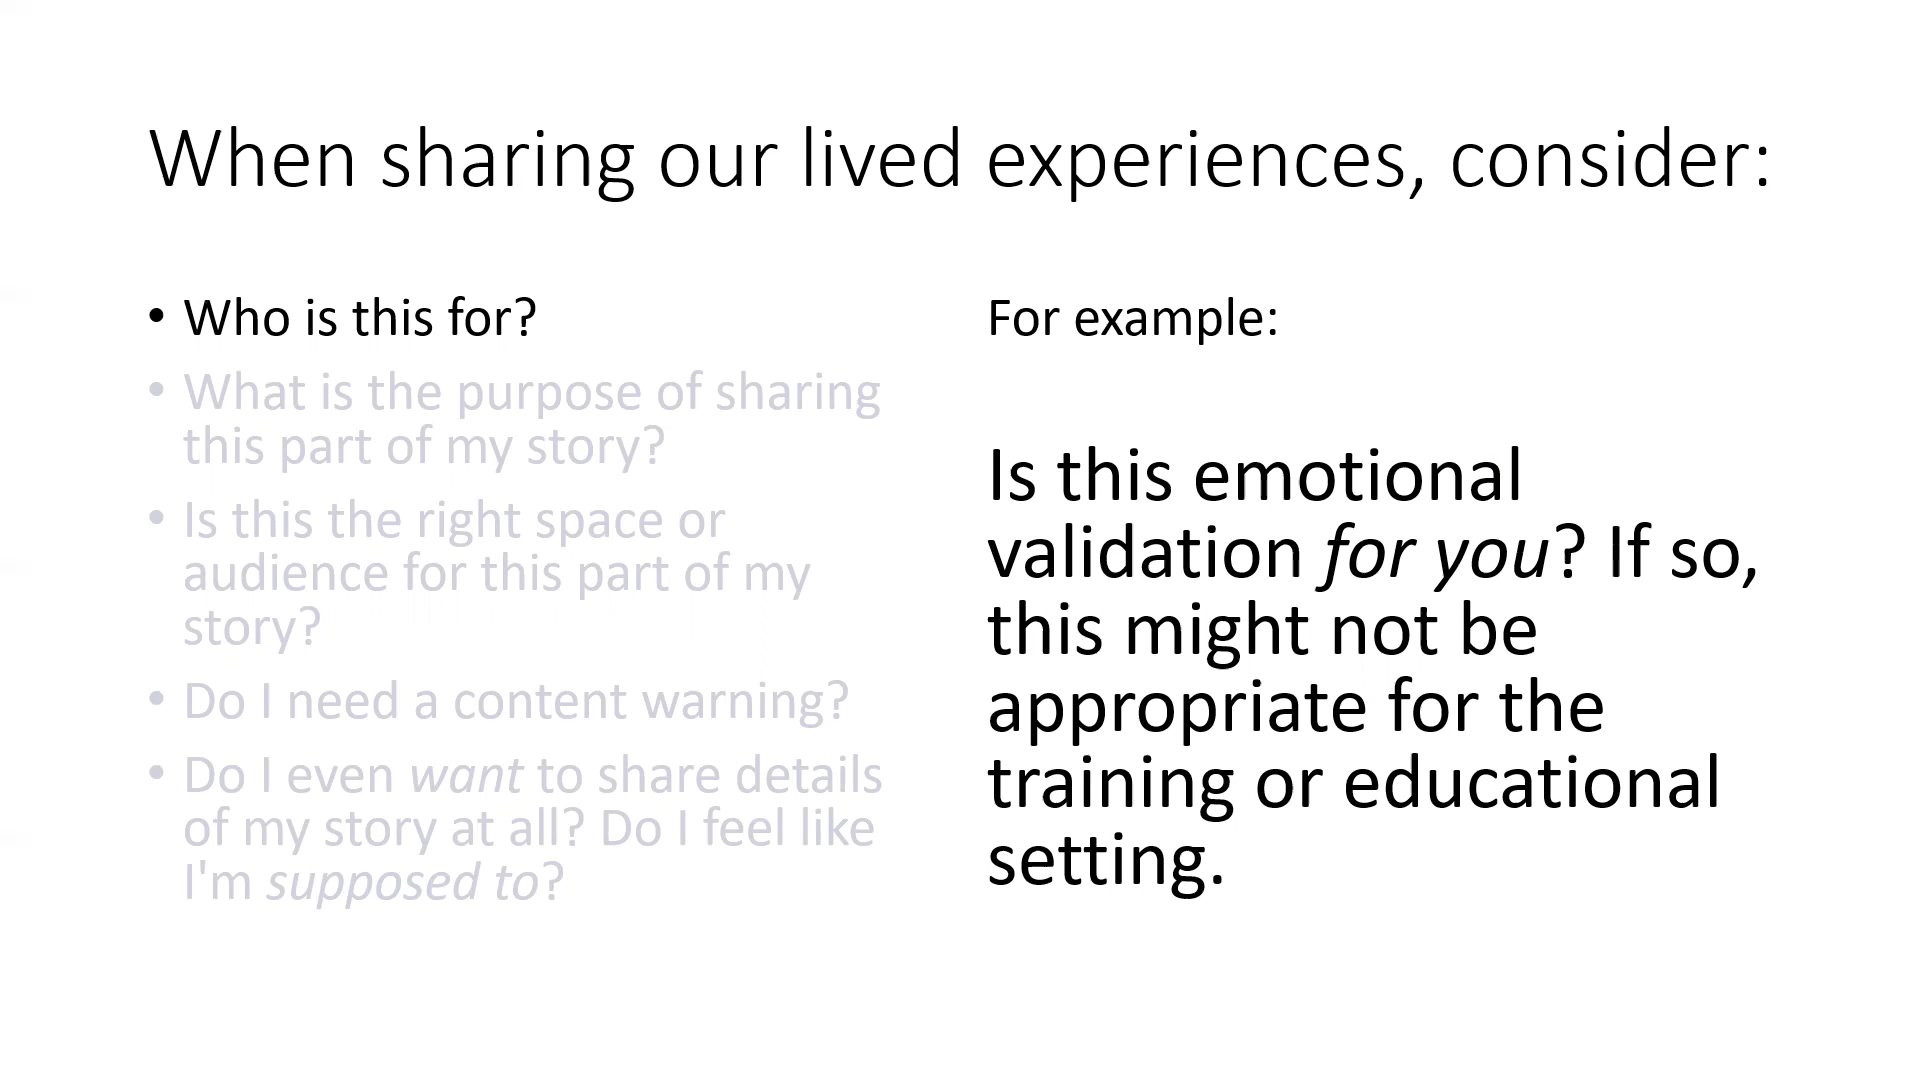 When sharing our lived experiences, consider:
• Who is this for?
• What is the purpose of sharing
this part of my story?
• Is this the right space or
audience for this part of my
story?
• Do I need a content warning?
• Do I even want to share details
of my story at all? Do I feel like
I'm supposed to?
For example:
Is this emotional
validation for you? If so,
this might not be
appropriate for the
training or educational
setting.